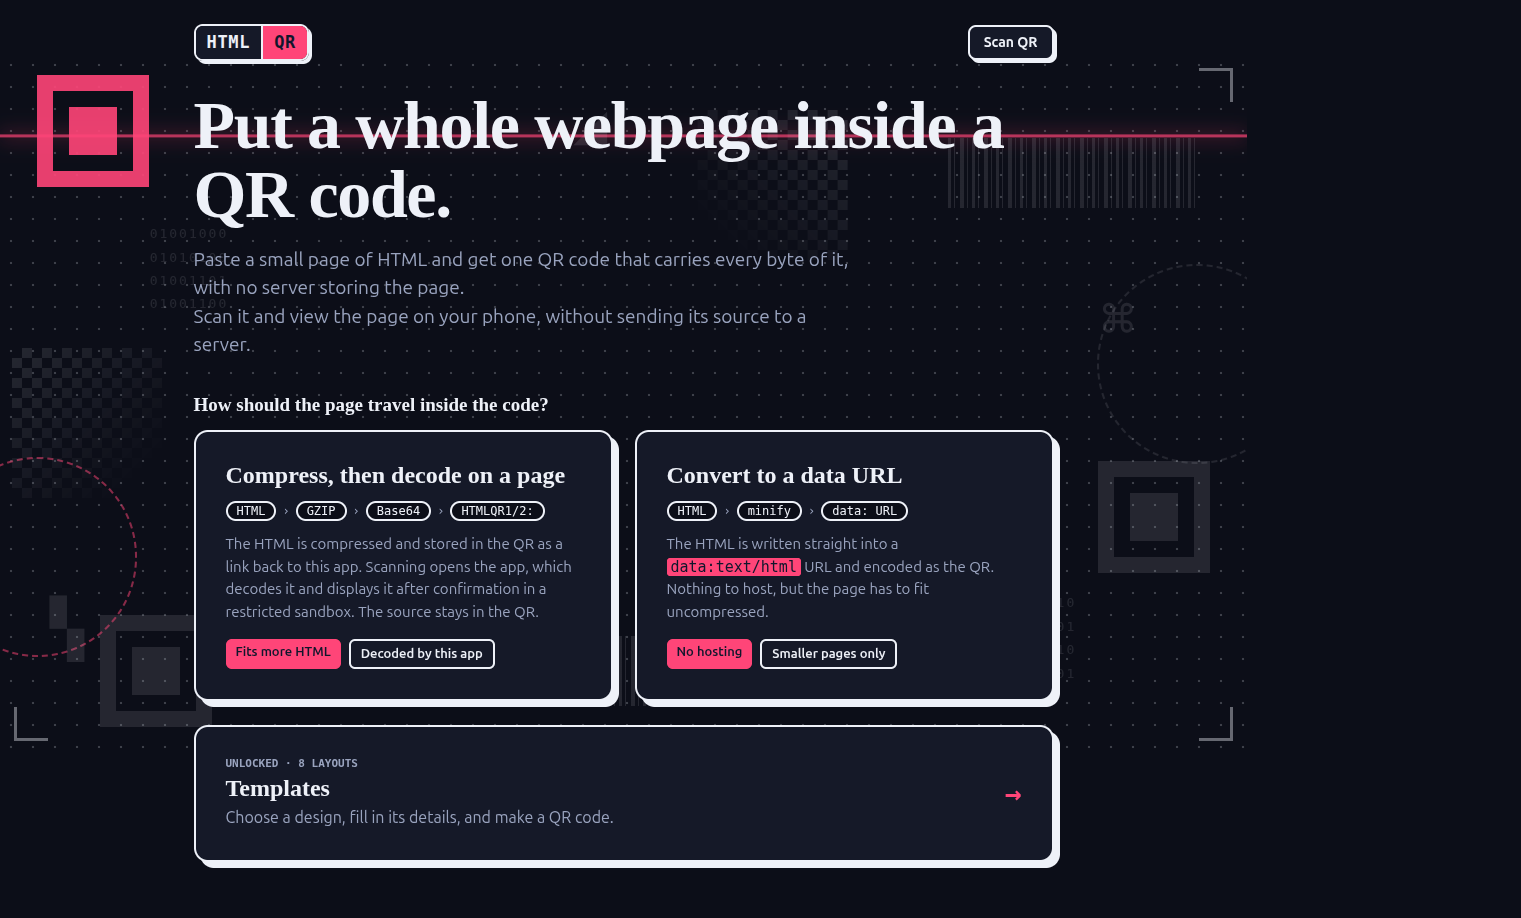 HTML QR
Scan QR
Put a whole webpage inside a
QR code.
01001000
01001100
Paste a small page of HTML and get one QR code that carries every byte of it,
with no server storing the page.
Scan it and view the page on your phone, without sending its source to a
server.
⌘
How should the page travel inside the code?
Compress, then decode on a page
HTML › GZIP › Base64 › HTMLQR1/2:
The HTML is compressed and stored in the QR as a
link back to this app. Scanning opens the app, which
decodes it and displays it after confirmation in a
restricted sandbox. The source stays in the QR.
Fits more HTML Decoded by this app
Convert to a data URL
HTML › minify › data: URL
The HTML is written straight into a
data:text/html URL and encoded as the QR.
Nothing to host, but the page has to fit
uncompressed.
No hosting Smaller pages only
UNLOCKED · 8 LAYOUTS
Templates
Choose a design, fill in its details, and make a QR code.
→